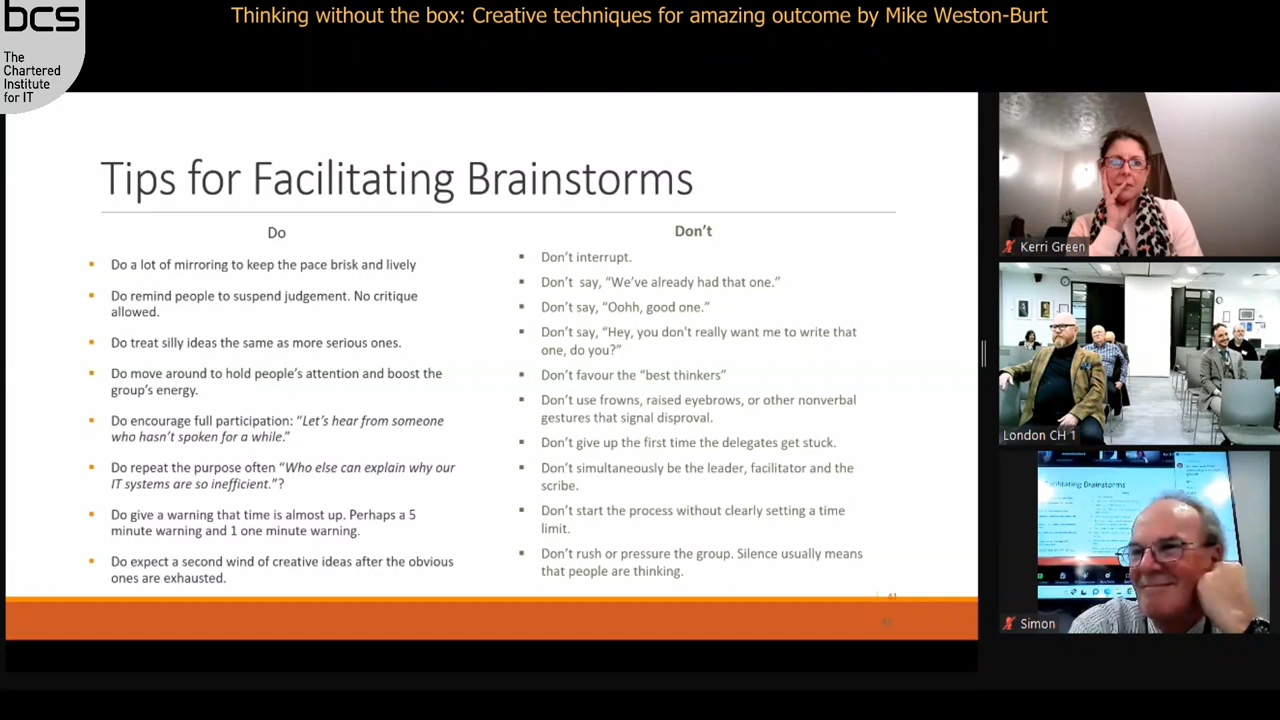 Thinking without the box: Creative techniques for amazing outcome by Mike Weston-Burt
bcs
The
Chartered
Institute
for IT
Tips for Facilitating Brainstorms
Do
Do a lot of mirroring to keep the pace brisk and lively
Do remind people to suspend judgement. No critique
allowed.
Do treat silly ideas the same as more serious ones.
Do move around to hold people's attention and boost the
group's energy.
Do encourage full participation: “Let’s hear from someone
who hasn’t spoken for a while.”
Do repeat the purpose often “Who else can explain why our
IT systems are so inefficient.”?
Do give a warning that time is almost up. Perhaps a 5
minute warning and 1 one minute warning.
Do expect a second wind of creative ideas after the obvious
ones are exhausted.
Don’t
Don’t interrupt.
Don’t say, “We’ve already had that one.”
Don’t say, “Oohh, good one.”
Don’t say, “Hey, you don't really want me to write that
one, do you?”
Don’t favour the “best thinkers”
Don’t use frowns, raised eyebrows, or other nonverbal
gestures that signal disproval.
Don’t give up the first time the delegates get stuck.
Don’t simultaneously be the leader, facilitator and the
scribe.
Don’t start the process without clearly setting a time
limit.
Don’t rush or pressure the group. Silence usually means
that people are thinking.
41
Kerri Green
London CH 1
Facilitating Brainstorms
Simon